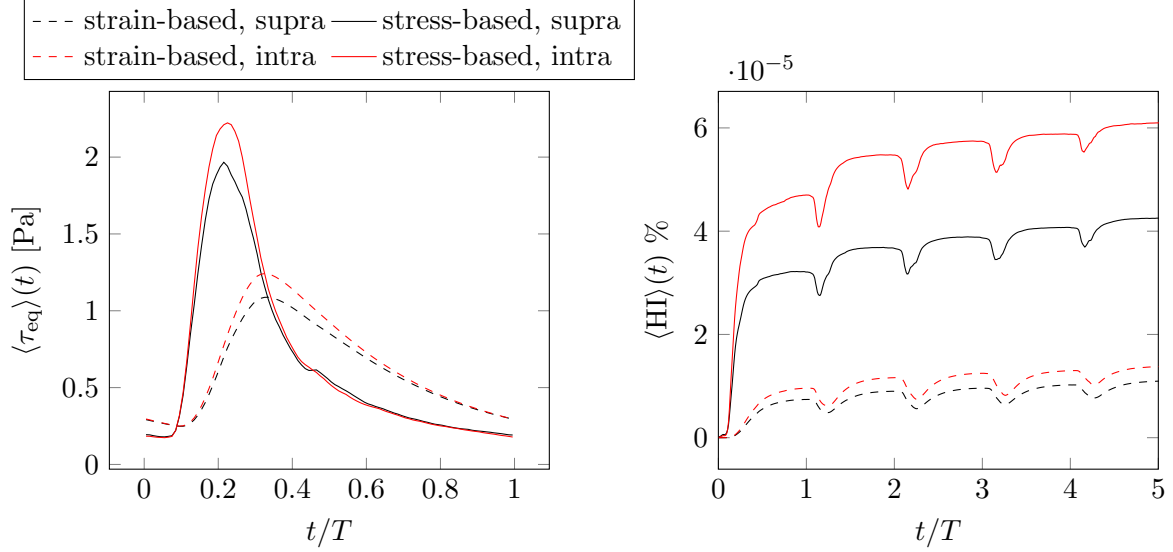 strain-based, supra stress-based, supra
strain-based, intra stress-based, intra
⟨τeq⟩(t) [Pa]
2
1.5
1
0.5
0
0 0.2 0.4 0.6 0.8 1
t/T
·10−5
⟨HI⟩(t) %
6
4
2
0
0 1 2 3 4 5
t/T